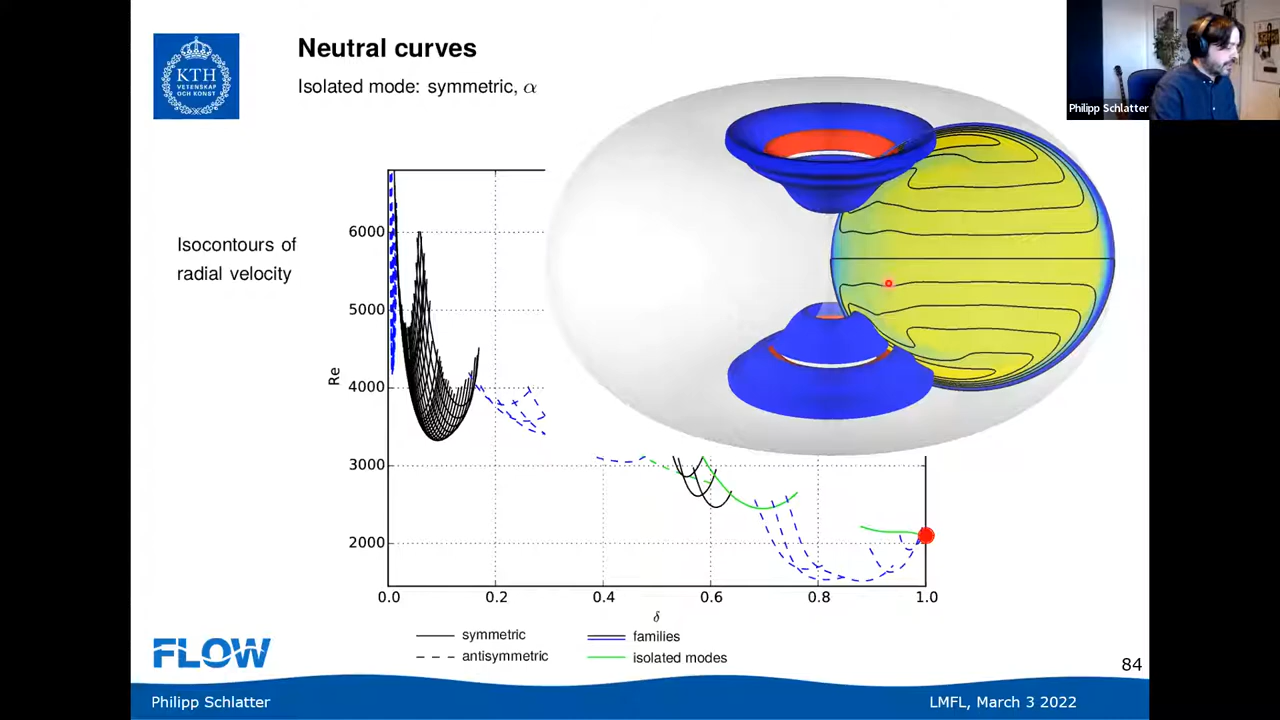 KTH
VETENSKAP
OCH KONST
Neutral curves
Isolated mode: symmetric, α
Philipp Schlatter
Isocontours of
radial velocity
6000
5000
4000
3000
2000
Re
0.0 0.2 0.4 0.6 0.8 1.0
δ
symmetric
families
antisymmetric
isolated modes
FLOW
84
Philipp Schlatter
LMFL, March 3 2022